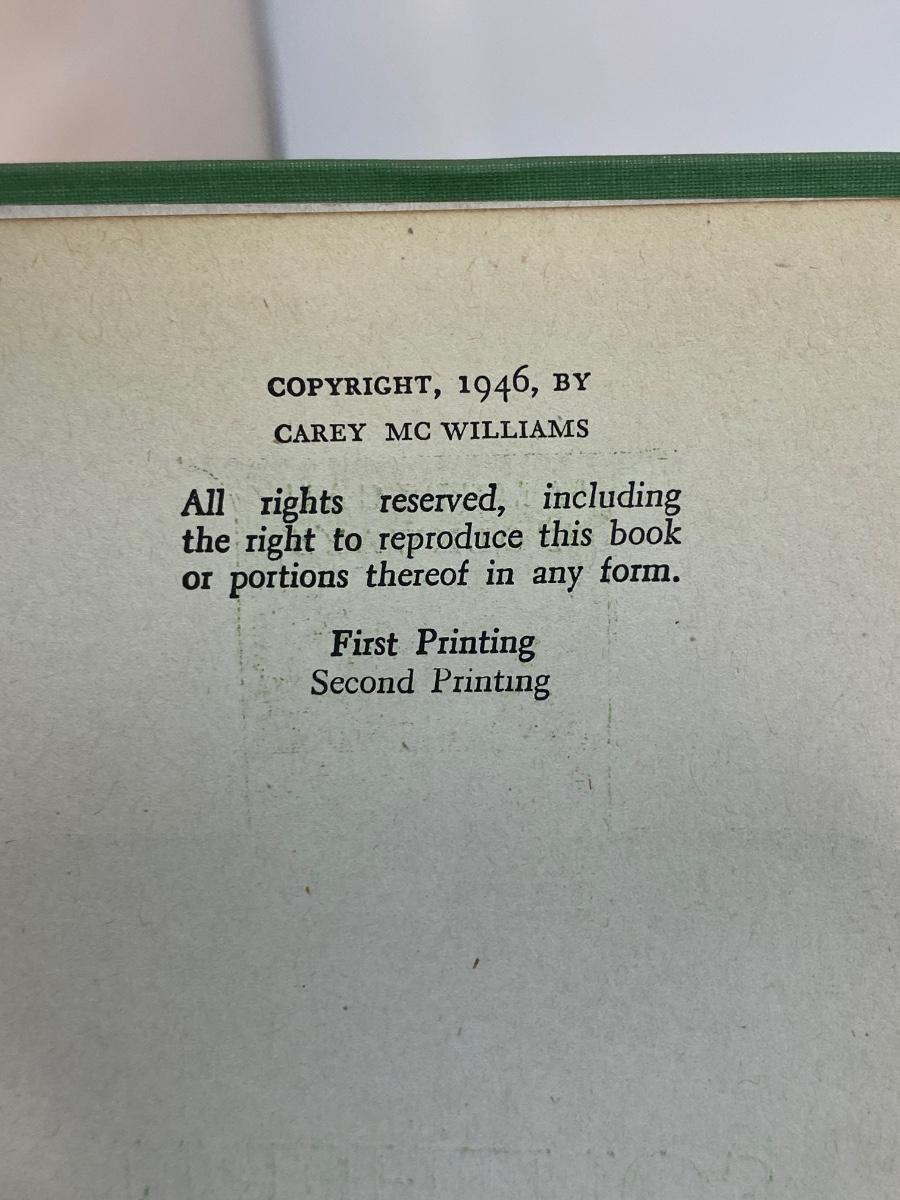 COPYRIGHT, 1946, BY
CAREY MC WILLIAMS
All rights reserved, including
the right to reproduce this book
or portions thereof in any form.
First Printing
Second Printing